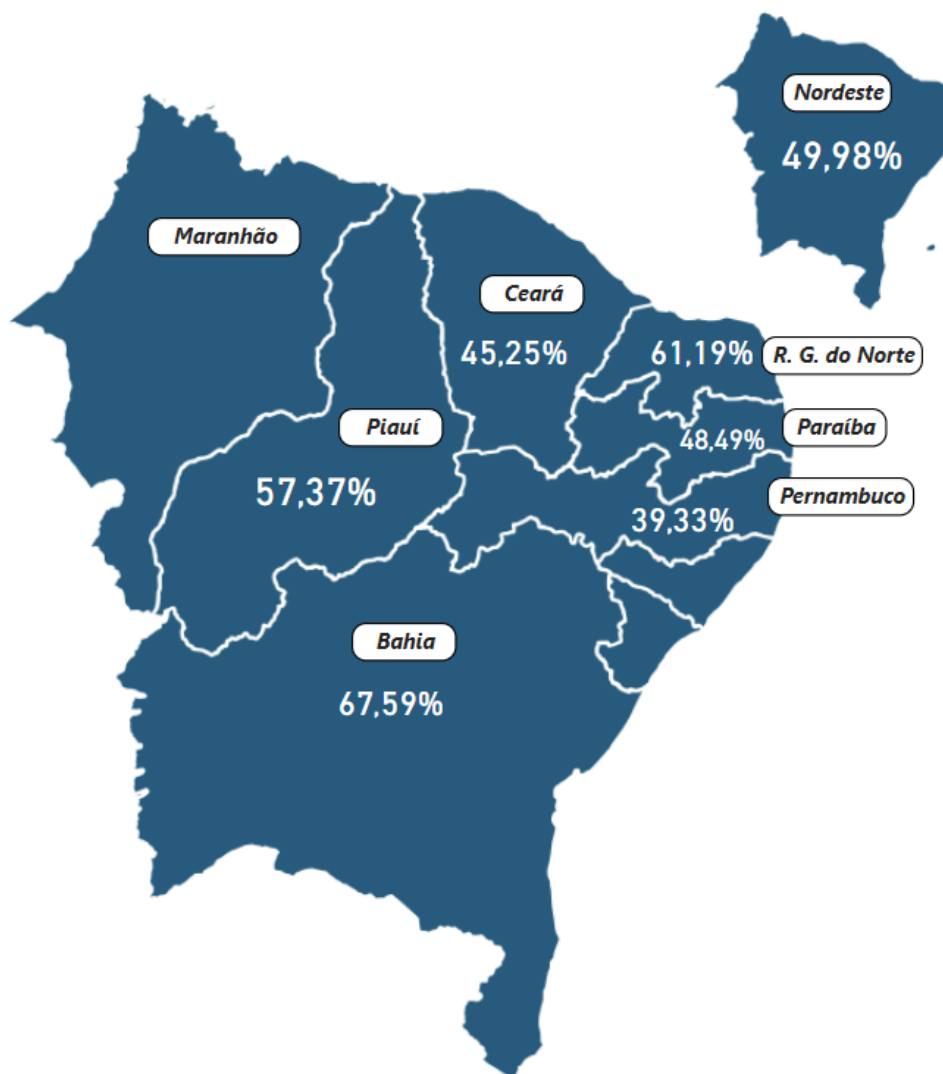 Nordeste
49,98%
Maranhão
Ceará
45,25%
61,19%
R. G. do Norte
Piauí
57,37%
48,49%
Paraíba
Pernambuco
39,33%
Bahia
67,59%